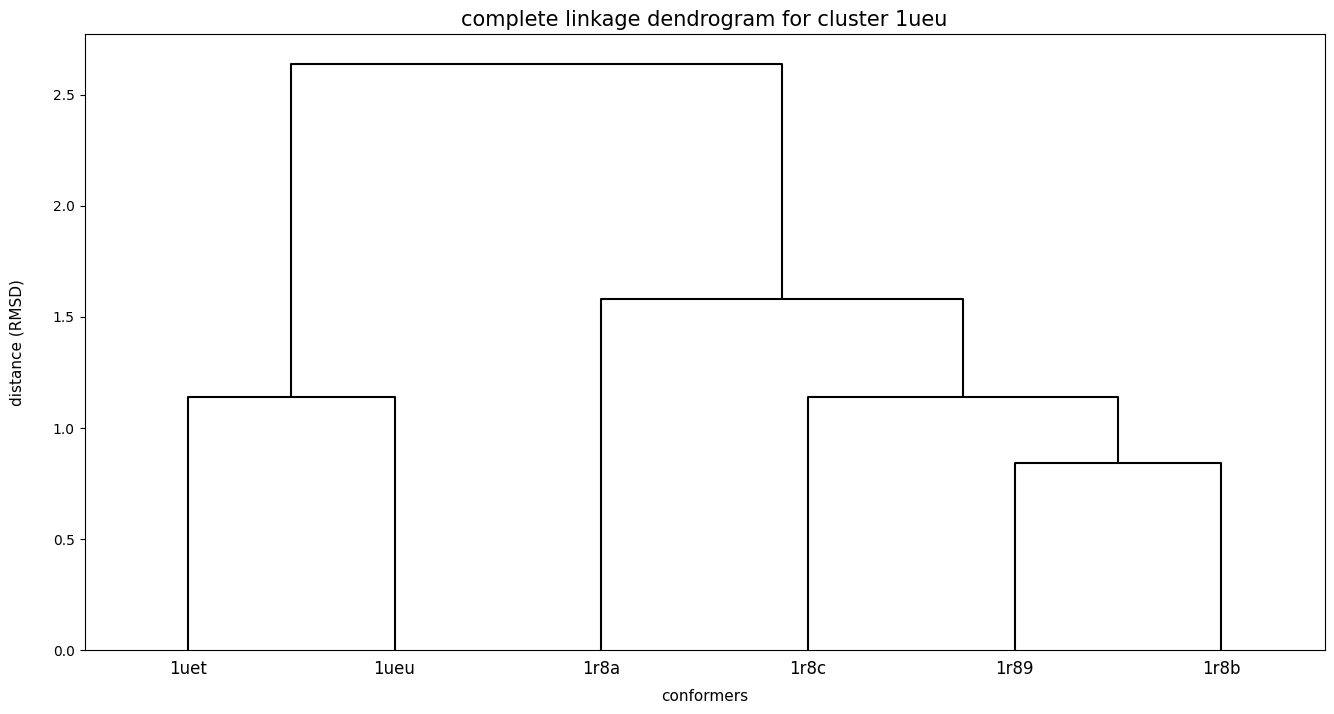 complete linkage dendrogram for cluster 1ueu
2.5
2.0
1.5
1.0
0.5
0.0
distance (RMSD)
1uet 1ueu 1r8a 1r8c 1r89 1r8b
conformers